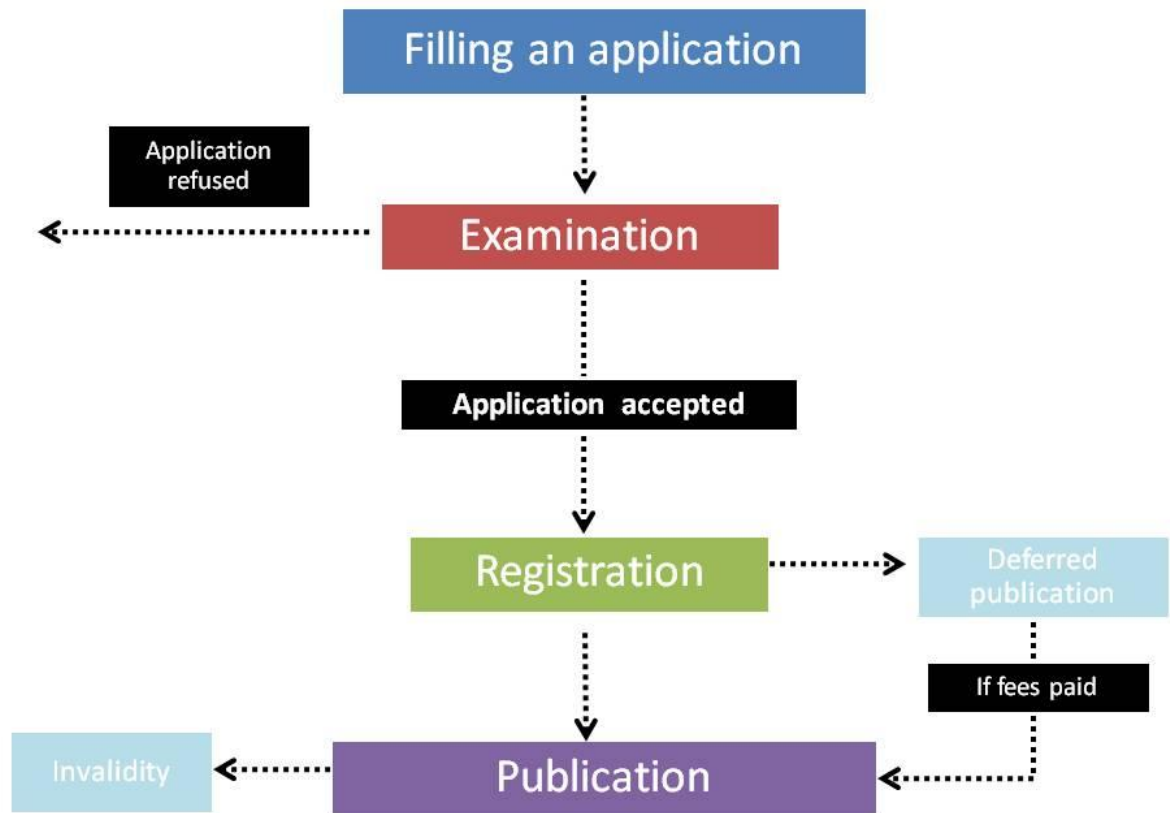 Filling an application
Application
refused
Examination
Application accepted
Registration
Deferred
publication
If fees paid
Invalidity
Publication